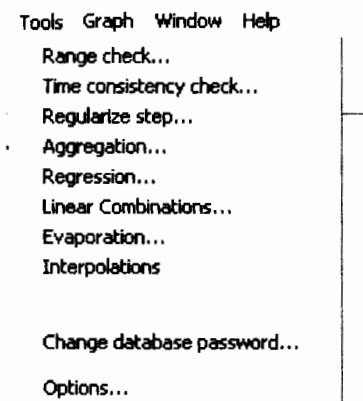 Tools Graph Window Help
Range check...
Time consistency check...
Regularize step...
Aggregation...
Regression...
Linear Combinations...
Evaporation...
Interpolations
Change database password...
Options...